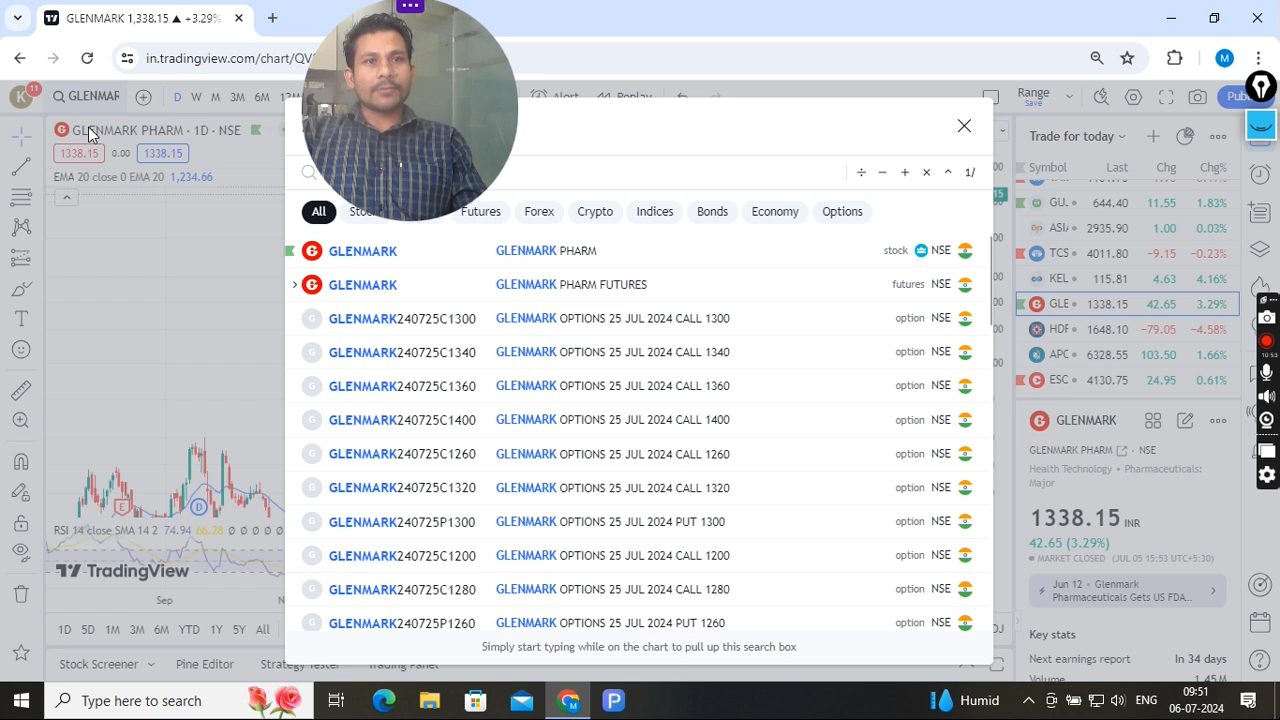 GLENMARK 1,338.15 ▲ +3.29%
in.tradingview.com/chart/QV
K 11 GLENMAR D W M 3M 6M Alert Replay Range Save
GLENMARK PHARM · 1D · NSE
1338.15 0.00 1338.15
EMA 20 close 0 EMA 20 1,234.66
÷ − + × ^ 1/
All Futures Forex Crypto Indices Bonds Economy Options
GLENMARK GLENMARK PHARM stock NSE
GLENMARK GLENMARK PHARM FUTURES futures NSE
G GLENMARK240725C1300 GLENMARK OPTIONS 25 JUL 2024 CALL 1300 option NSE
G GLENMARK240725C1340 GLENMARK OPTIONS 25 JUL 2024 CALL 1340 option NSE
G GLENMARK240725C1360 GLENMARK OPTIONS 25 JUL 2024 CALL 1360 option NSE
G GLENMARK240725C1400 GLENMARK OPTIONS 25 JUL 2024 CALL 1400 option NSE
G GLENMARK240725C1260 GLENMARK OPTIONS 25 JUL 2024 CALL 1260 option NSE
G GLENMARK240725C1320 GLENMARK OPTIONS 25 JUL 2024 CALL 1320 option NSE
G GLENMARK240725P1300 GLENMARK OPTIONS 25 JUL 2024 PUT 1300 option NSE
G GLENMARK240725C1200 GLENMARK OPTIONS 25 JUL 2024 CALL 1200 option NSE
G GLENMARK240725C1280 GLENMARK OPTIONS 25 JUL 2024 CALL 1280 option NSE
G GLENMARK240725P1260 GLENMARK OPTIONS 25 JUL 2024 PUT 1260 option NSE
Simply start typing while on the chart to pull up this search box
E D
RSI 14 close SMA 14 2 74.94 66.78 Ø Ø Ø Ø
TradingView
Sep
1D 5D 1M 3M 6M YTD 1Y 5Y All
Stock Screener Pine Editor Strategy Tester Trading Panel
Trade for today
Symbol Last Chg Chg%
GU. 644.40 11.55 1.83%
ASI 2935.90 1.00 0.03%
TCS 4011.80 −9.15 −0.23%
KEL 115.81 4.63 4.16%
GLE 1338.15 42.65 3.29%
HDF 1648.10 −79.05 −4.58%
APC 6328.55 103.50 1.66%
ESC 4130.75 24.95 0.61%
GLENMARK
GLENMARK PHARM · NSE
Health Technology · Pharmaceuticals:
Major
1338.15 INR
42.65 (3.29%)
MARKET CLOSED (JUL 05 15:53 UTC+5:30)
Jun 12 · Glenmark
Pharmaceuticals Gets US FDA...
Key stats
Next earnings report In 34 days
1.45M
10:53
Type here to search
Humid
ENG
09:51
06-07-2024